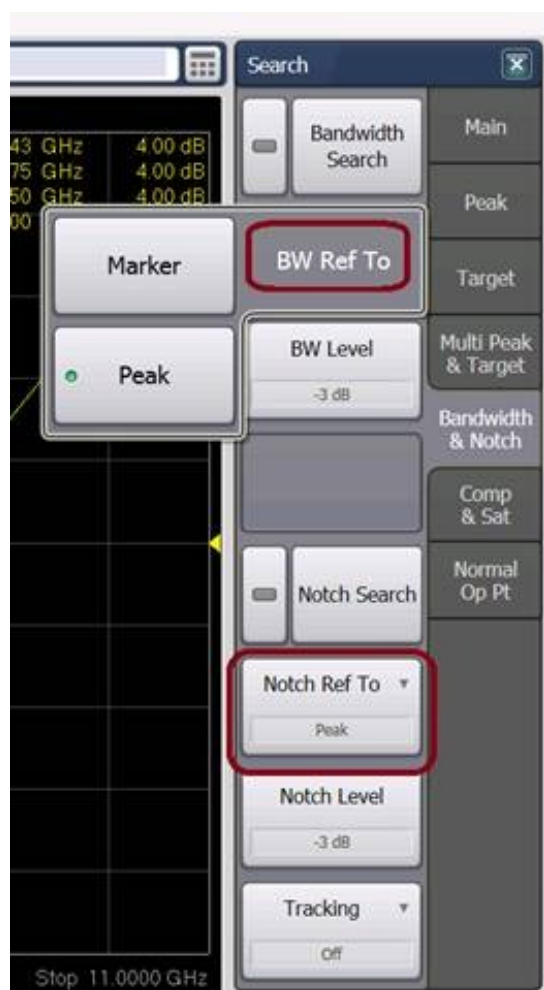 Search
Bandwidth
Search
Main
Peak
Target
Multi Peak
& Target
Bandwidth
& Notch
Comp
& Sat
Normal
Op Pt
43 GHz 4.00 dB
75 GHz 4.00 dB
50 GHz 4.00 dB
00
Marker
BW Ref To
Peak
BW Level
-3 dB
Notch Search
Notch Ref To
Peak
Notch Level
-3 dB
Tracking
Off
Stop 11.0000 GHz